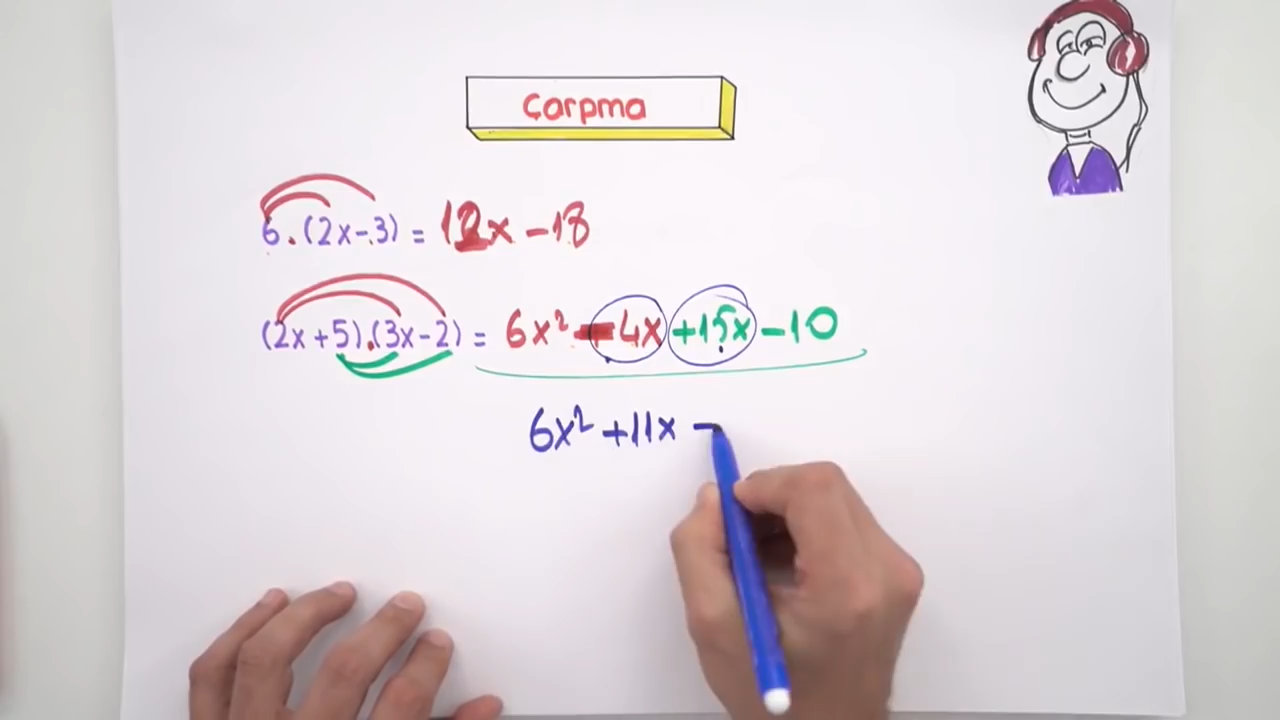 Çarpma
6.(2x-3) = 12x -18
(2x+5).(3x-2) = 6x² -4x +15x -10
6x² +11x -